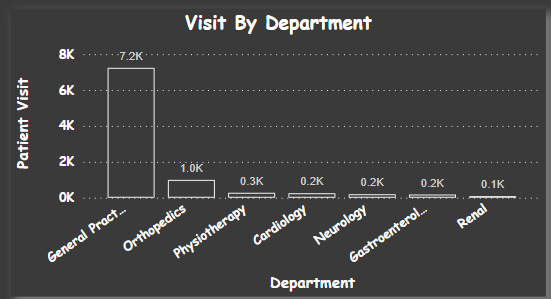 Visit By Department
Patient Visit
8K
6K
4K
2K
0K
7.2K
1.0K
0.3K
0.2K
0.2K
0.2K
0.1K
General Pract...
Orthopedics
Physiotherapy
Cardiology
Neurology
Gastroenterol...
Renal
Department